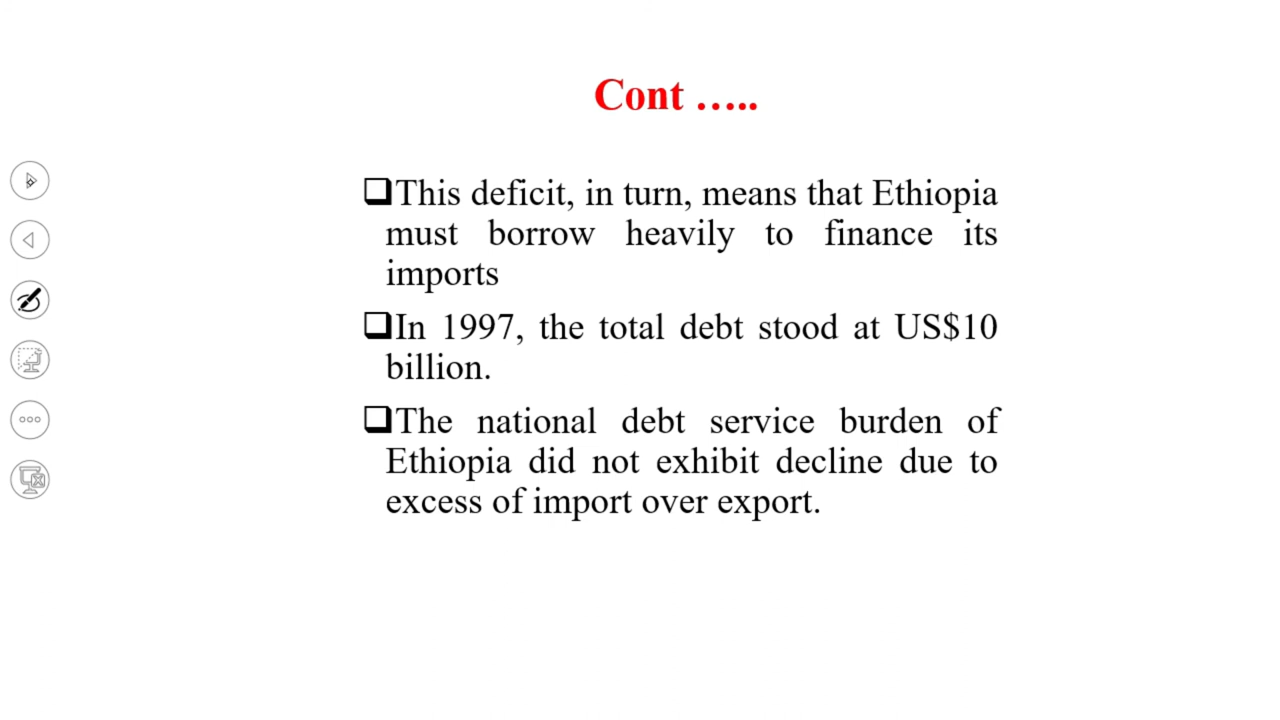 Cont …..
❑This deficit, in turn, means that Ethiopia
must borrow heavily to finance its
imports
❑In 1997, the total debt stood at US$10
billion.
❑The national debt service burden of
Ethiopia did not exhibit decline due to
excess of import over export.